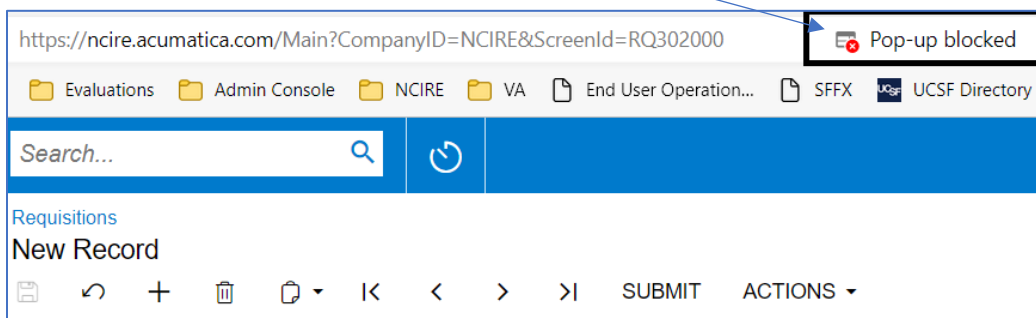 https://ncire.acumatica.com/Main?CompanyID=NCIRE&ScreenId=RQ302000 Pop-up blocked
Evaluations Admin Console NCIRE VA End User Operation... SFFX UCSF UCSF Directory
Search...
Requisitions
New Record
SUBMIT ACTIONS